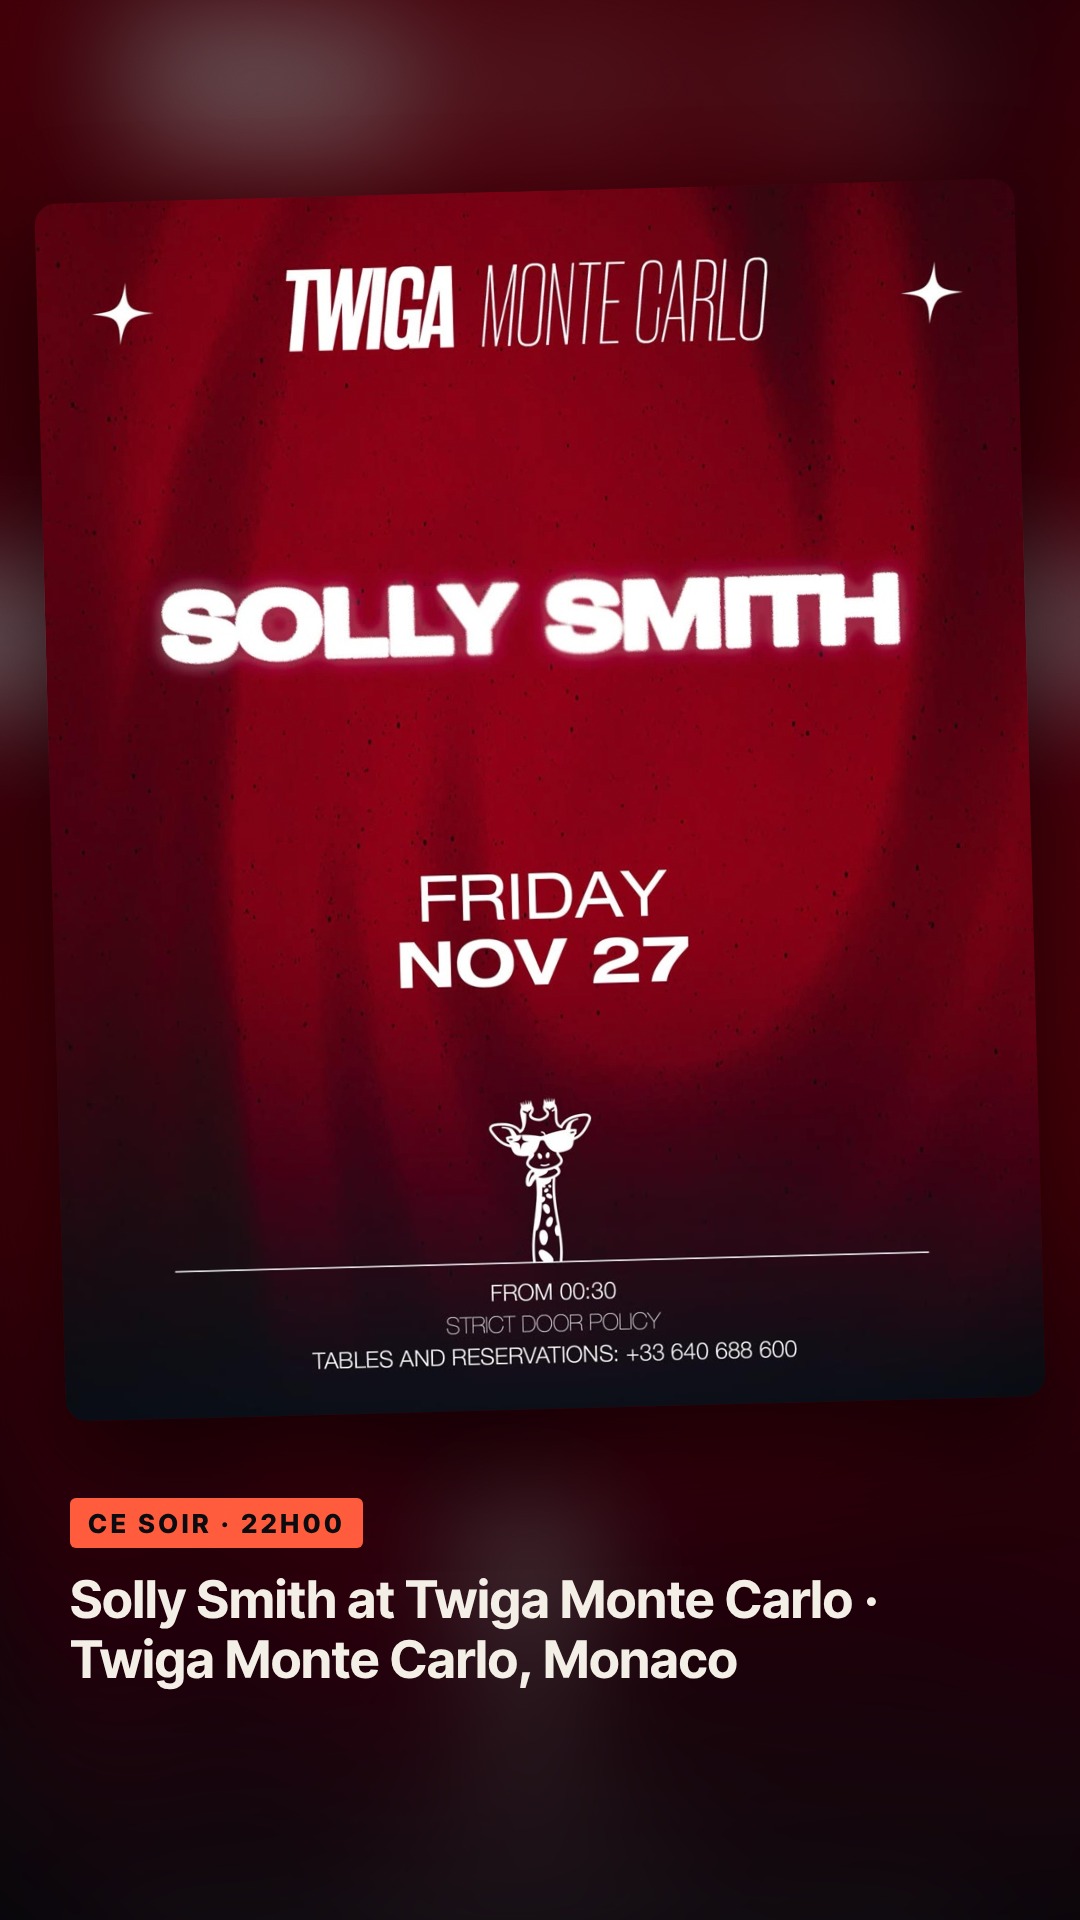 TWIGA MONTE CARLO
SOLLY SMITH
FRIDAY
NOV 27
FROM 00:30
STRICT DOOR POLICY
TABLES AND RESERVATIONS: +33 640 688 600
CE SOIR · 22H00
Solly Smith at Twiga Monte Carlo ·
Twiga Monte Carlo, Monaco